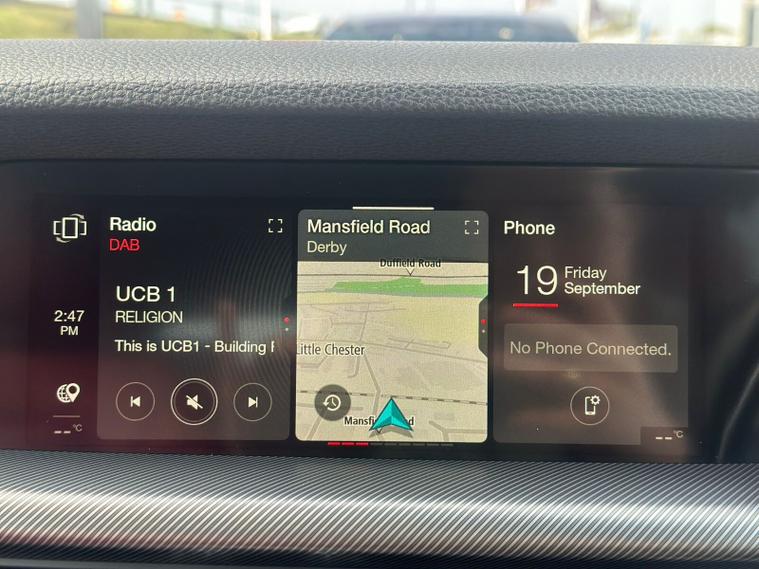 Radio
DAB
UCB 1
RELIGION
This is UCB1 - Building
2:47
PM
--°C
Mansfield Road
Derby
Duffield Road
Little Chester
Phone
19 Friday
September
No Phone Connected.
--°C